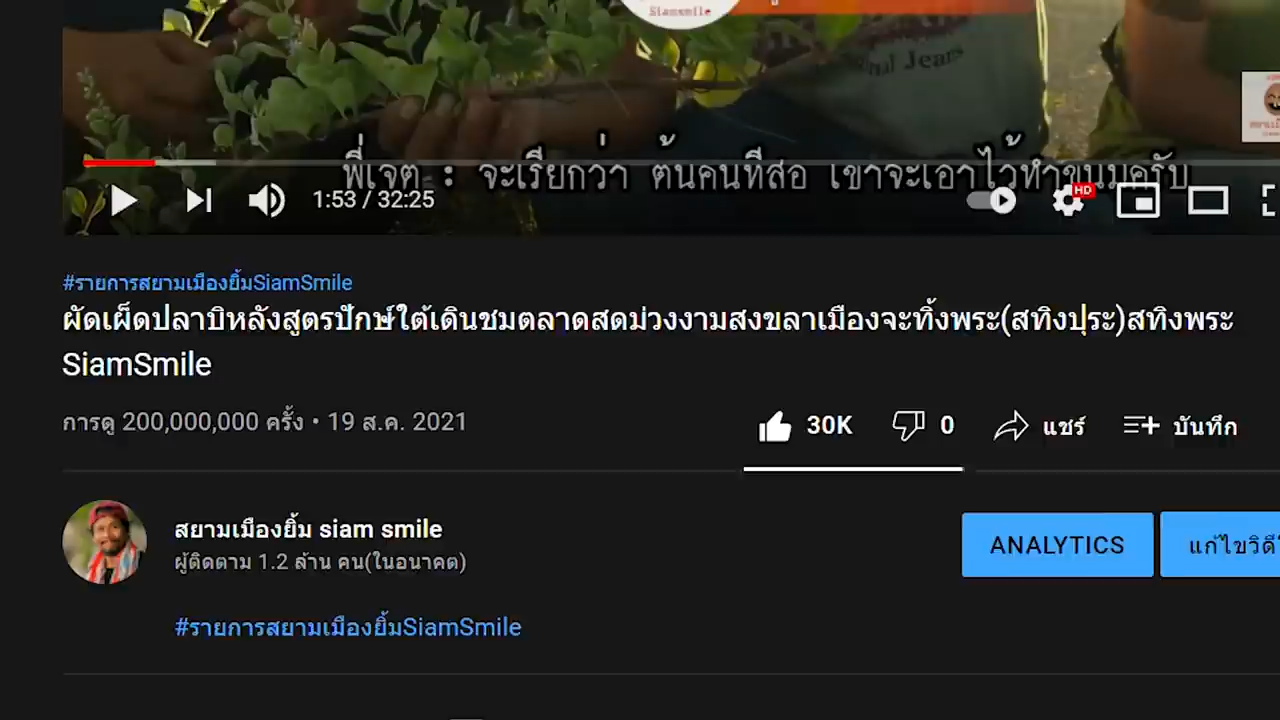 Siamsmile
nal Jeans
พี่เจต : จะเรียกว่า ต้นคนทีสอ เขาจะเอาไว้ทำขนมครับ
1:53 / 32:25
HD
#รายการสยามเมืองยิ้มSiamSmile
ผัดเผ็ดปลาบิหลังสูตรปักษ์ใต้เดินชมตลาดสดม่วงงามสงขลาเมืองจะทิ้งพระ(สทิงปุระ)สทิงพระ
SiamSmile
การดู 200,000,000 ครั้ง • 19 ส.ค. 2021
30K 0 แชร์ บันทึก
สยามเมืองยิ้ม siam smile
ผู้ติดตาม 1.2 ล้าน คน(ในอนาคต)
ANALYTICS แก้ไขวิดี
#รายการสยามเมืองยิ้มSiamSmile